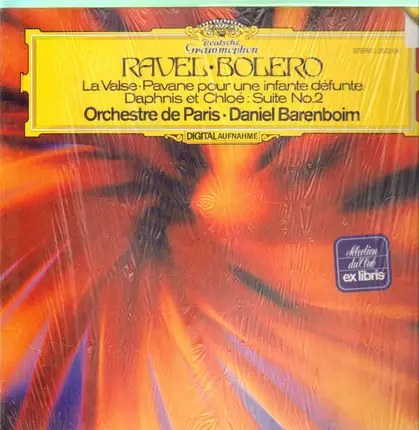 Deutsche
Grammophon
RAVEL·BOLERO
La Valse·Pavane pour une infante défunte
Daphnis et Chloé: Suite No.2
Orchestre de Paris·Daniel Barenboim
DIGITAL AUFNAHME
Sélection
du Club
ex libris